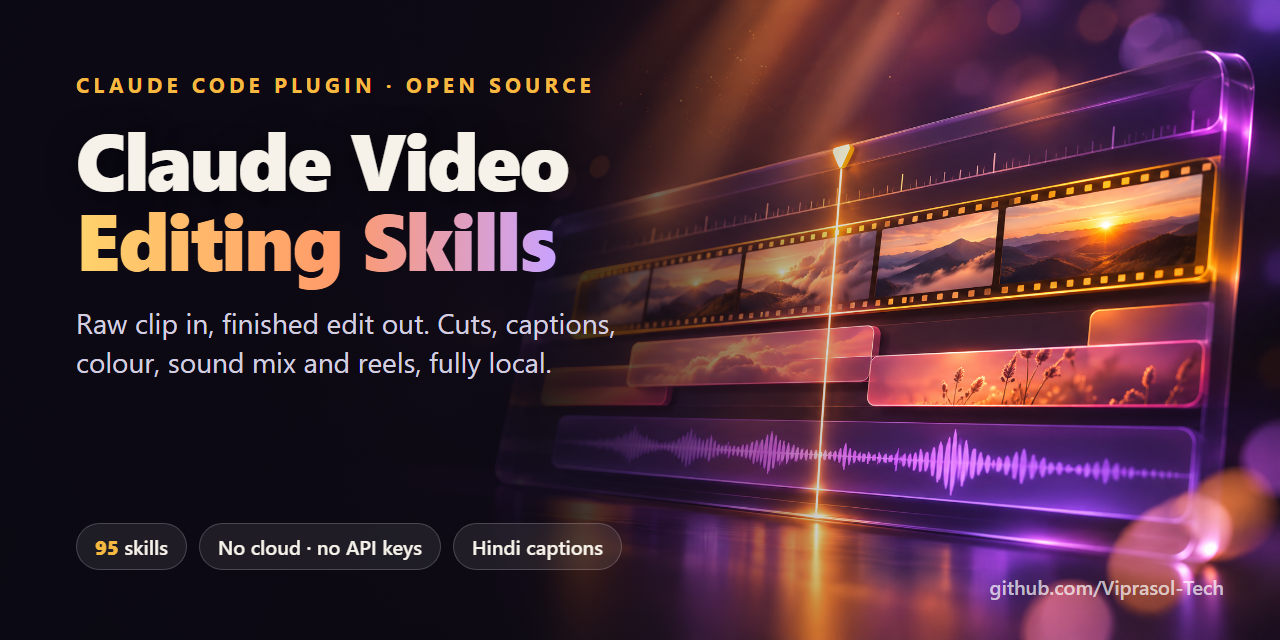 CLAUDE CODE PLUGIN · OPEN SOURCE
Claude Video
Editing Skills
Raw clip in, finished edit out. Cuts, captions,
colour, sound mix and reels, fully local.
95 skills
No cloud · no API keys
Hindi captions
github.com/Viprasol-Tech